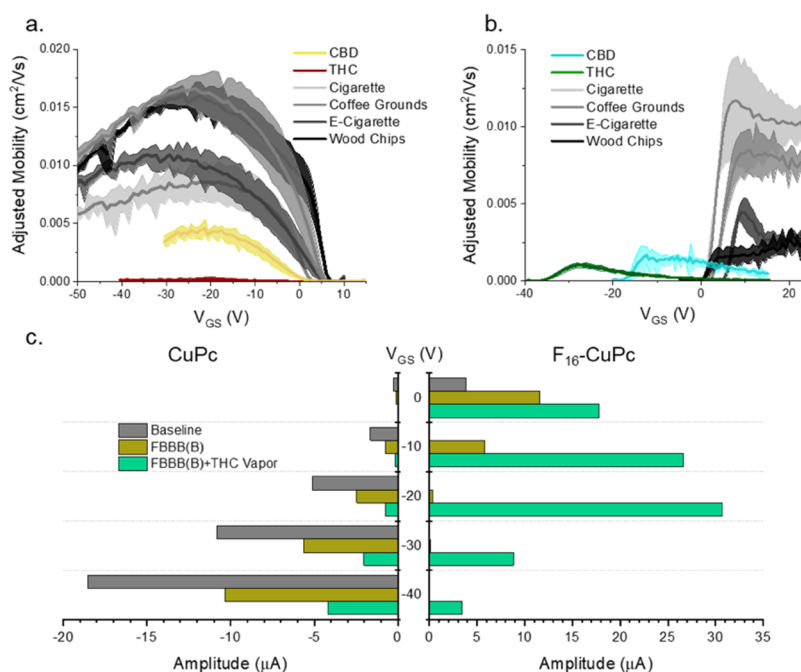 a.
Adjusted Mobility (cm²/Vs)
0.020
0.015
0.010
0.005
0.000
CBD
THC
Cigarette
Coffee Grounds
E-Cigarette
Wood Chips
-50 -40 -30 -20 -10 0 10
V_GS (V)
b.
Adjusted Mobility (cm²/Vs)
0.015
0.010
0.005
0.000
CBD
THC
Cigarette
Coffee Grounds
E-Cigarette
Wood Chips
-40 -20 0 20
V_GS (V)
c.
CuPc
V_GS (V)
F₁₆-CuPc
Baseline
FBBB(B)
FBBB(B)+THC Vapor
0
-10
-20
-30
-40
-20 -15 -10 -5 0
Amplitude (μA)
0 5 10 15 20 25 30 35
Amplitude (μA)